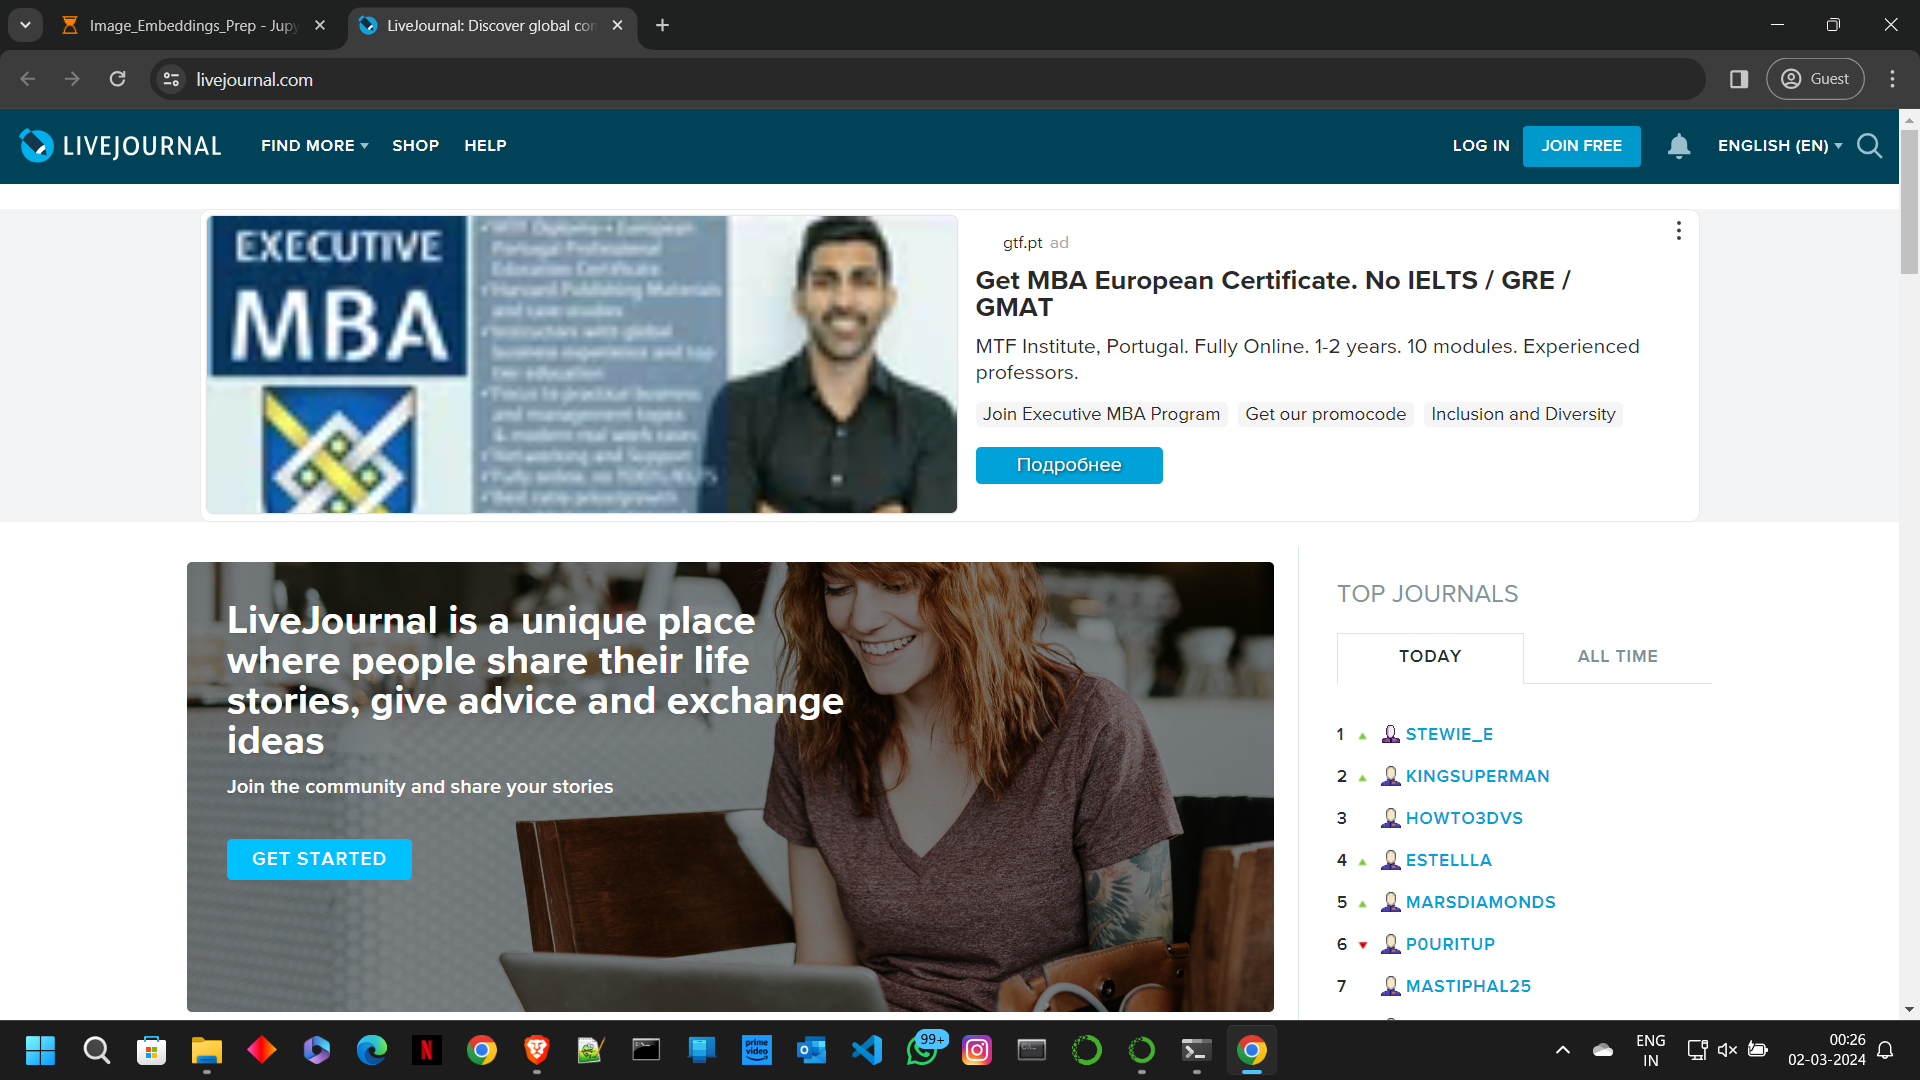 Image_Embeddings_Prep - Jupy
LiveJournal: Discover global con
livejournal.com
Guest
LIVEJOURNAL
FIND MORE
SHOP
HELP
LOG IN
JOIN FREE
ENGLISH (EN)
EXECUTIVE
MBA
gtf.pt ad
Get MBA European Certificate. No IELTS / GRE /
GMAT
MTF Institute, Portugal. Fully Online. 1-2 years. 10 modules. Experienced
professors.
Join Executive MBA Program
Get our promocode
Inclusion and Diversity
Подробнее
LiveJournal is a unique place
where people share their life
stories, give advice and exchange
ideas
Join the community and share your stories
GET STARTED
TOP JOURNALS
TODAY
ALL TIME
1 STEWIE_E
2 KINGSUPERMAN
3 HOWTO3DVS
4 ESTELLLA
5 MARSDIAMONDS
6 P0URITUP
7 MASTIPHAL25
99+
prime
video
ENG
IN
00:26
02-03-2024